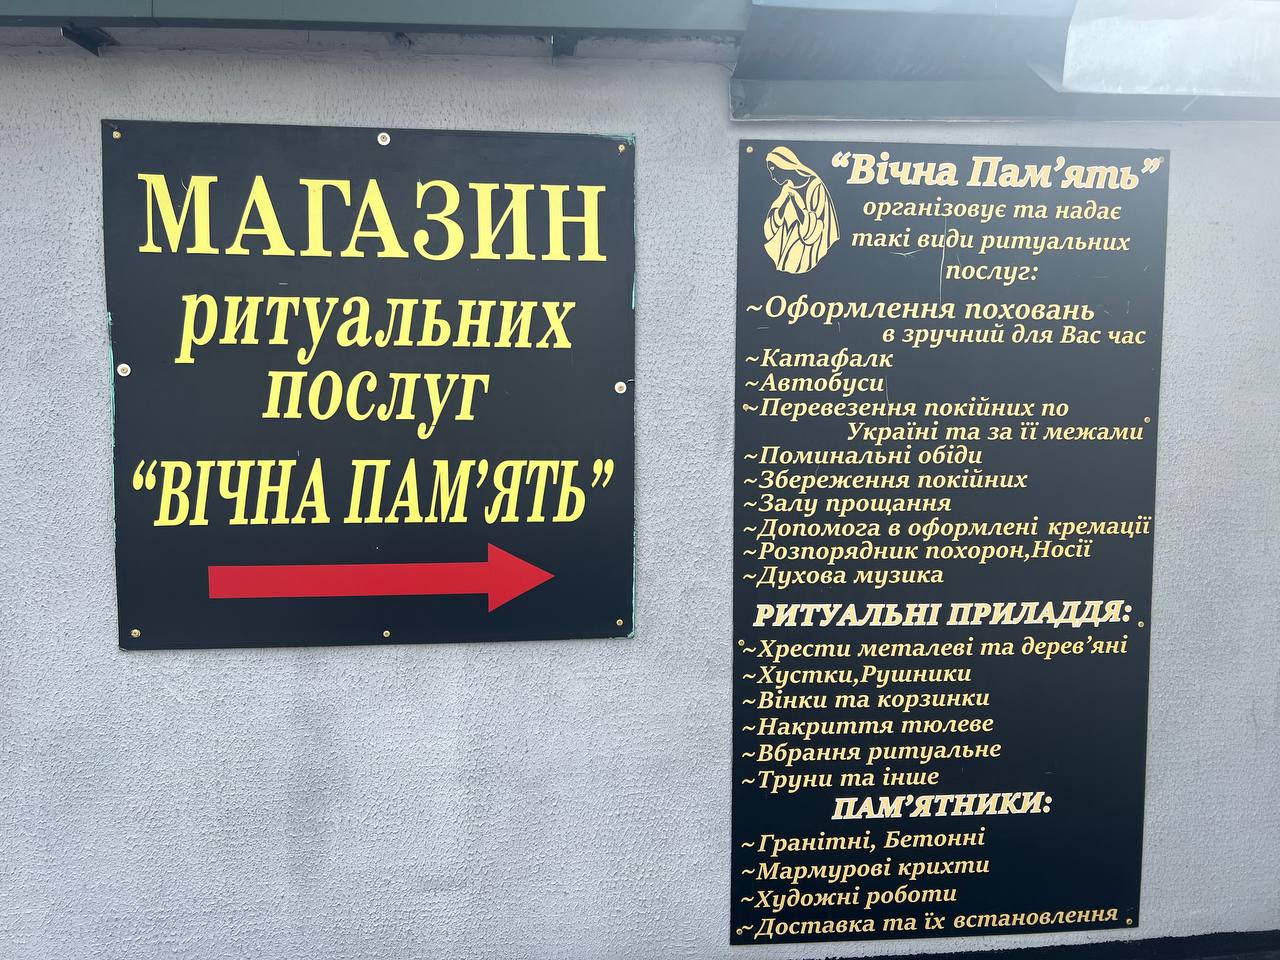 МАГАЗИН
ритуальних
послуг
“ВІЧНА ПАМ’ЯТЬ”
“Вічна Пам’ять”
організовує та надає
такі види ритуальних
послуг:
~Оформлення поховань
в зручний для Вас час
~Катафалк
~Автобуси
~Перевезення покійних по
Україні та за її межами
~Поминальні обіди
~Збереження покійних
~Залу прощання
~Допомога в оформлені кремації
~Розпорядник похорон,Носії
~Духова музика
РИТУАЛЬНІ ПРИЛАДДЯ:
~Хрести металеві та дерев’яні
~Хустки,Рушники
~Вінки та корзинки
~Накриття тюлеве
~Вбрання ритуальне
~Труни та інше
ПАМ’ЯТНИКИ:
~Гранітні, Бетонні
~Мармурові крихти
~Художні роботи
~Доставка та їх встановлення